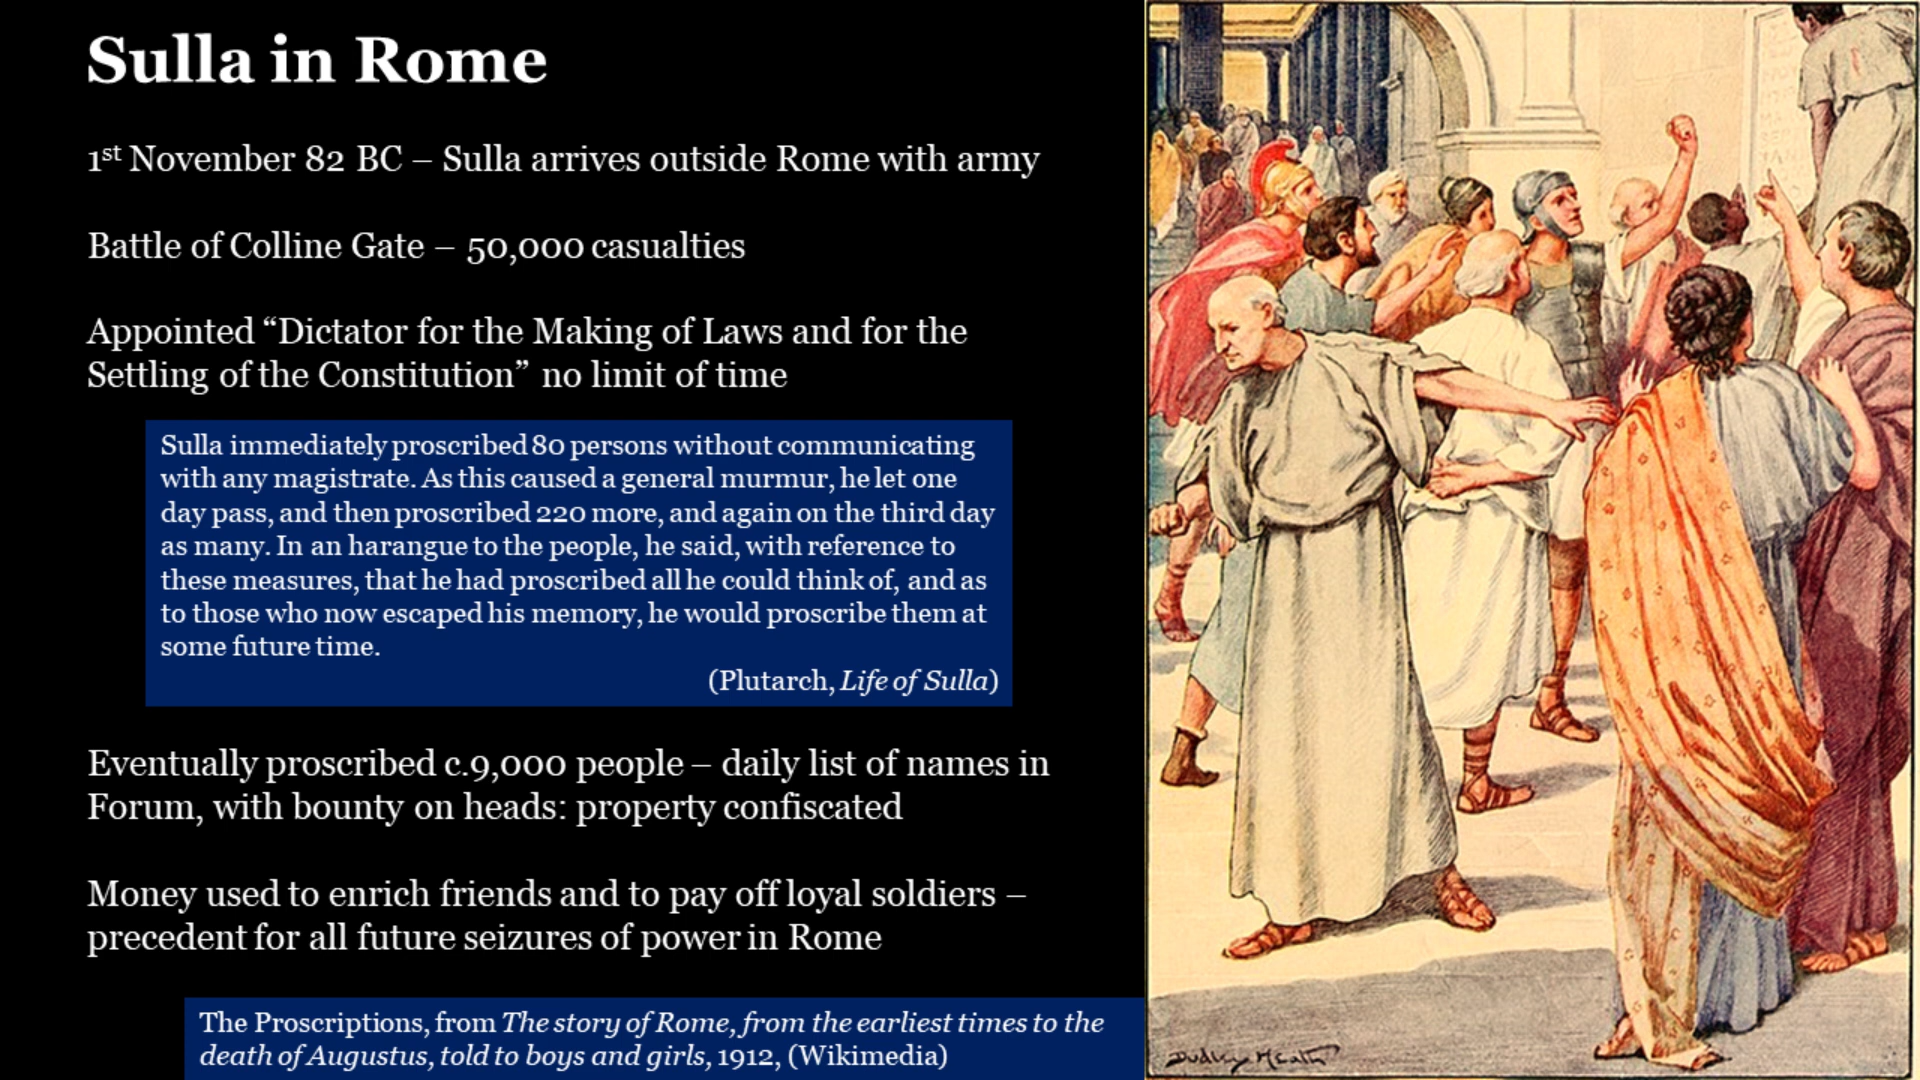 Sulla in Rome
1st November 82 BC – Sulla arrives outside Rome with army
Battle of Colline Gate – 50,000 casualties
Appointed “Dictator for the Making of Laws and for the
Settling of the Constitution” no limit of time
Sulla immediately proscribed 80 persons without communicating
with any magistrate. As this caused a general murmur, he let one
day pass, and then proscribed 220 more, and again on the third day
as many. In an harangue to the people, he said, with reference to
these measures, that he had proscribed all he could think of, and as
to those who now escaped his memory, he would proscribe them at
some future time.
(Plutarch, Life of Sulla)
Eventually proscribed c.9,000 people – daily list of names in
Forum, with bounty on heads: property confiscated
Money used to enrich friends and to pay off loyal soldiers –
precedent for all future seizures of power in Rome
The Proscriptions, from The story of Rome, from the earliest times to the
death of Augustus, told to boys and girls, 1912, (Wikimedia)
Dudley Heath